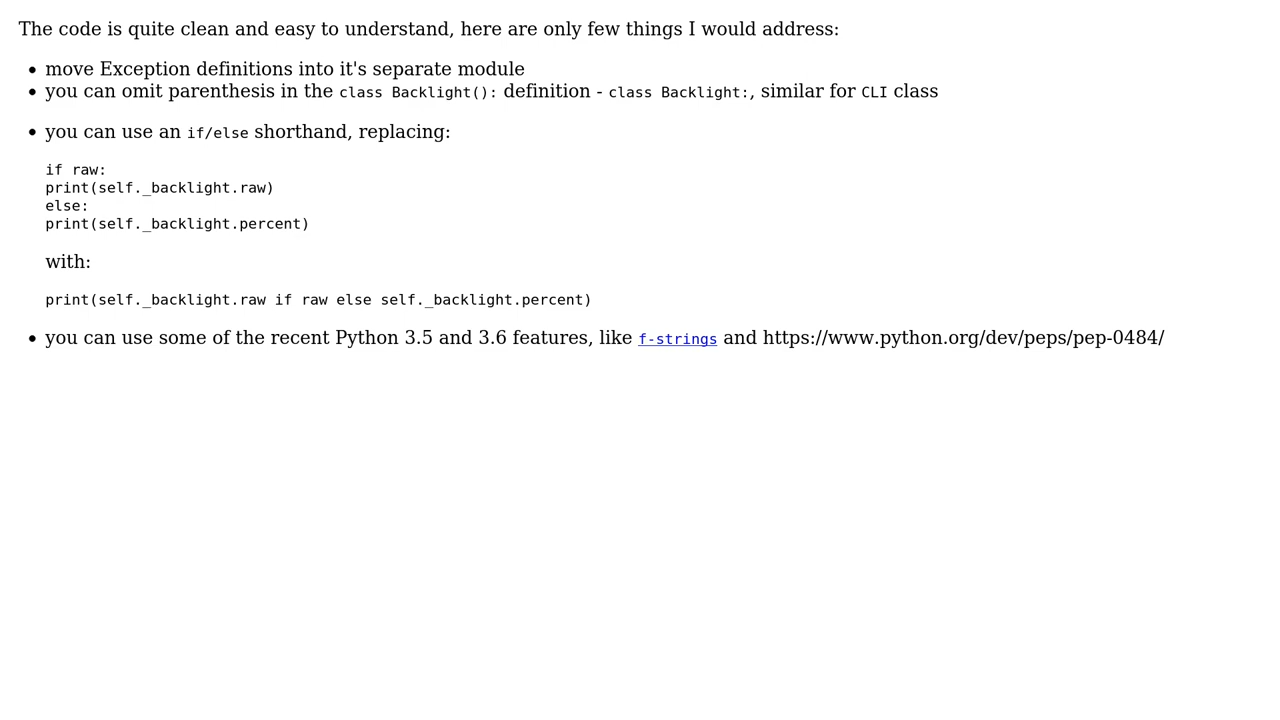 The code is quite clean and easy to understand, here are only few things I would address:
• move Exception definitions into it's separate module
• you can omit parenthesis in the class Backlight(): definition - class Backlight:, similar for CLI class
• you can use an if/else shorthand, replacing:
if raw:
print(self._backlight.raw)
else:
print(self._backlight.percent)
with:
print(self._backlight.raw if raw else self._backlight.percent)
• you can use some of the recent Python 3.5 and 3.6 features, like f-strings and https://www.python.org/dev/peps/pep-0484/